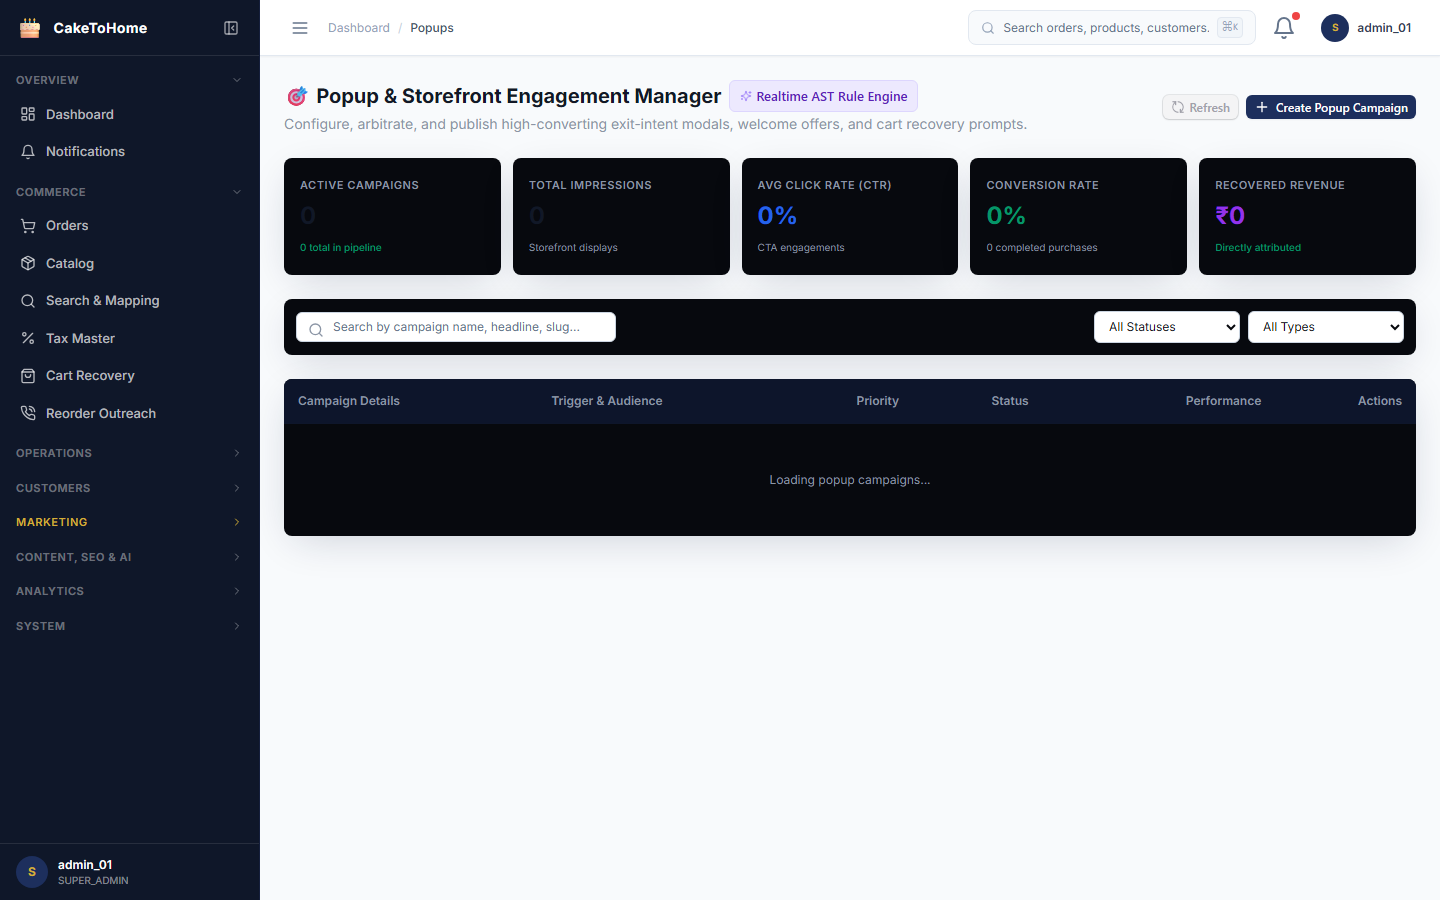 CakeToHome
Dashboard / Popups
Search orders, products, customers.
⌘K
S
admin_01
OVERVIEW
Dashboard
Notifications
COMMERCE
Orders
Catalog
Search & Mapping
Tax Master
Cart Recovery
Reorder Outreach
OPERATIONS
CUSTOMERS
MARKETING
CONTENT, SEO & AI
ANALYTICS
SYSTEM
S
admin_01
SUPER_ADMIN
Popup & Storefront Engagement Manager
Realtime AST Rule Engine
Configure, arbitrate, and publish high-converting exit-intent modals, welcome offers, and cart recovery prompts.
Refresh
Create Popup Campaign
ACTIVE CAMPAIGNS
0
0 total in pipeline
TOTAL IMPRESSIONS
0
Storefront displays
AVG CLICK RATE (CTR)
0%
CTA engagements
CONVERSION RATE
0%
0 completed purchases
RECOVERED REVENUE
₹0
Directly attributed
Search by campaign name, headline, slug...
All Statuses
All Types
Campaign Details Trigger & Audience Priority Status Performance Actions
Loading popup campaigns...